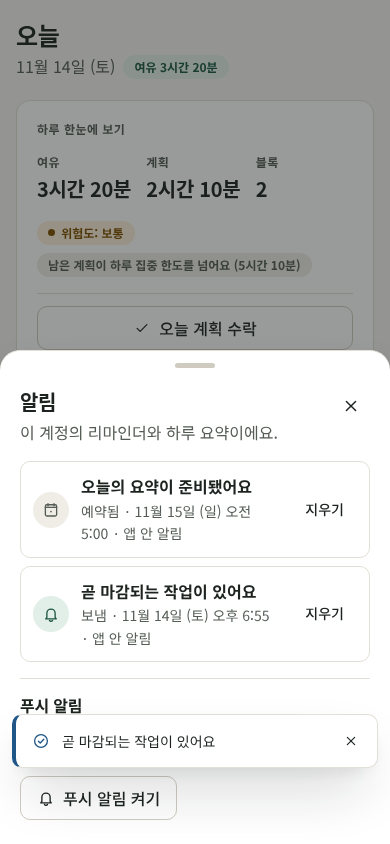 오늘
11월 14일 (토) 여유 3시간 20분
하루 한눈에 보기
여유 계획 블록
3시간 20분 2시간 10분 2
위험도: 보통
남은 계획이 하루 집중 한도를 넘어요 (5시간 10분)
오늘 계획 수락
알림
이 계정의 리마인더와 하루 요약이에요.
오늘의 요약이 준비됐어요
예약됨 · 11월 15일 (일) 오전
5:00 · 앱 안 알림
지우기
곧 마감되는 작업이 있어요
보냄 · 11월 14일 (토) 오후 6:55
· 앱 안 알림
지우기
푸시 알림
곧 마감되는 작업이 있어요
푸시 알림 켜기